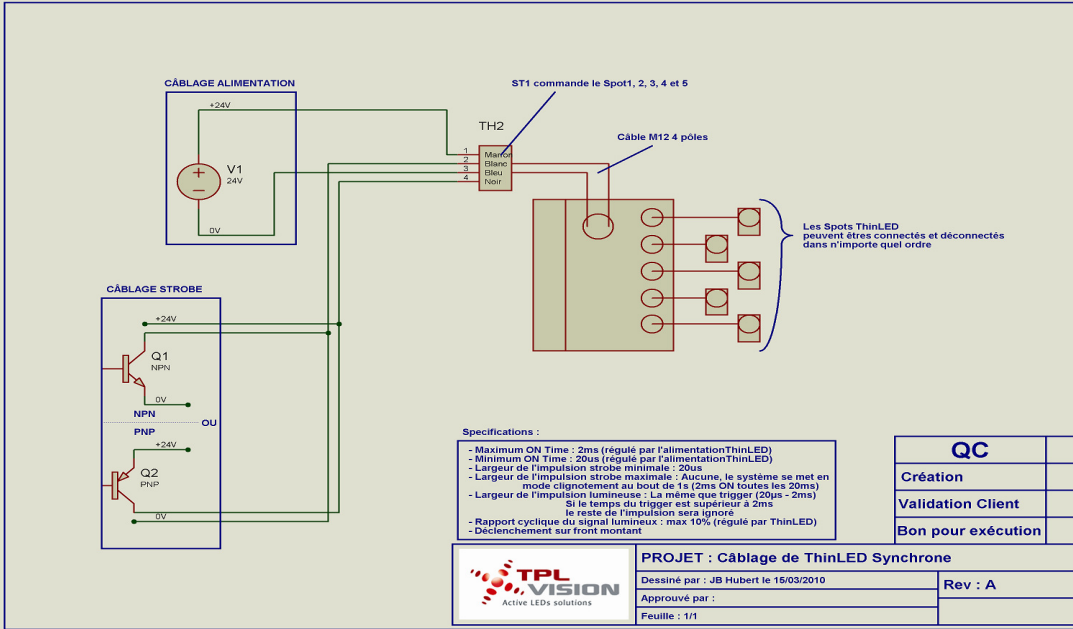 CÂBLAGE ALIMENTATION
+24V
V1
24V
0V
ST1 commande le Spot1, 2, 3, 4 et 5
TH2
1 Marron
2 Blanc
3 Bleu
4 Noir
Câble M12 4 pôles
Les Spots ThinLED
peuvent êtres connectés et déconnectés
dans n'importe quel ordre
CÂBLAGE STROBE
+24V
Q1
NPN
0V
NPN
OU
PNP
+24V
Q2
PNP
0V
Specifications :
- Maximum ON Time : 2ms (régulé par l'alimentationThinLED)
- Minimum ON Time : 20us (régulé par l'alimentationThinLED)
- Largeur de l'impulsion strobe minimale : 20us
- Largeur de l'impulsion strobe maximale : Aucune, le système se met en
mode clignotement au bout de 1s (2ms ON toutes les 20ms)
- Largeur de l'impulsion lumineuse : La même que trigger (20µs - 2ms)
Si le temps du trigger est supérieur à 2ms
le reste de l'impulsion sera ignoré
- Rapport cyclique du signal lumineux : max 10% (régulé par ThinLED)
- Déclenchement sur front montant
QC
Création
Validation Client
Bon pour exécution
TPL
VISION
Active LEDs solutions
PROJET : Câblage de ThinLED Synchrone
Dessiné par : JB Hubert le 15/03/2010
Approuvé par :
Feuille : 1/1
Rev : A